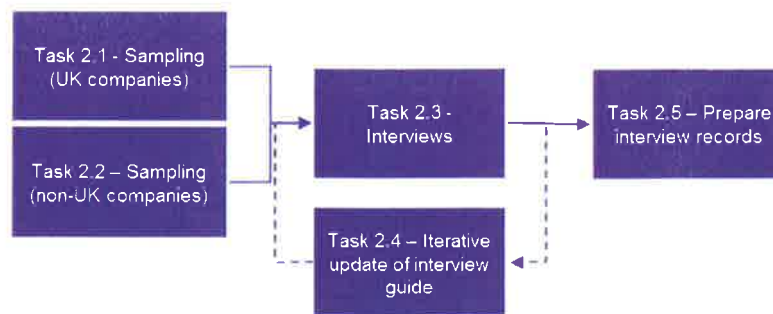 Task 2.1 - Sampling
(UK companies)
Task 2.2 – Sampling
(non-UK companies)
Task 2.3 -
Interviews
Task 2.4 – Iterative
update of interview
guide
Task 2.5 – Prepare
interview records